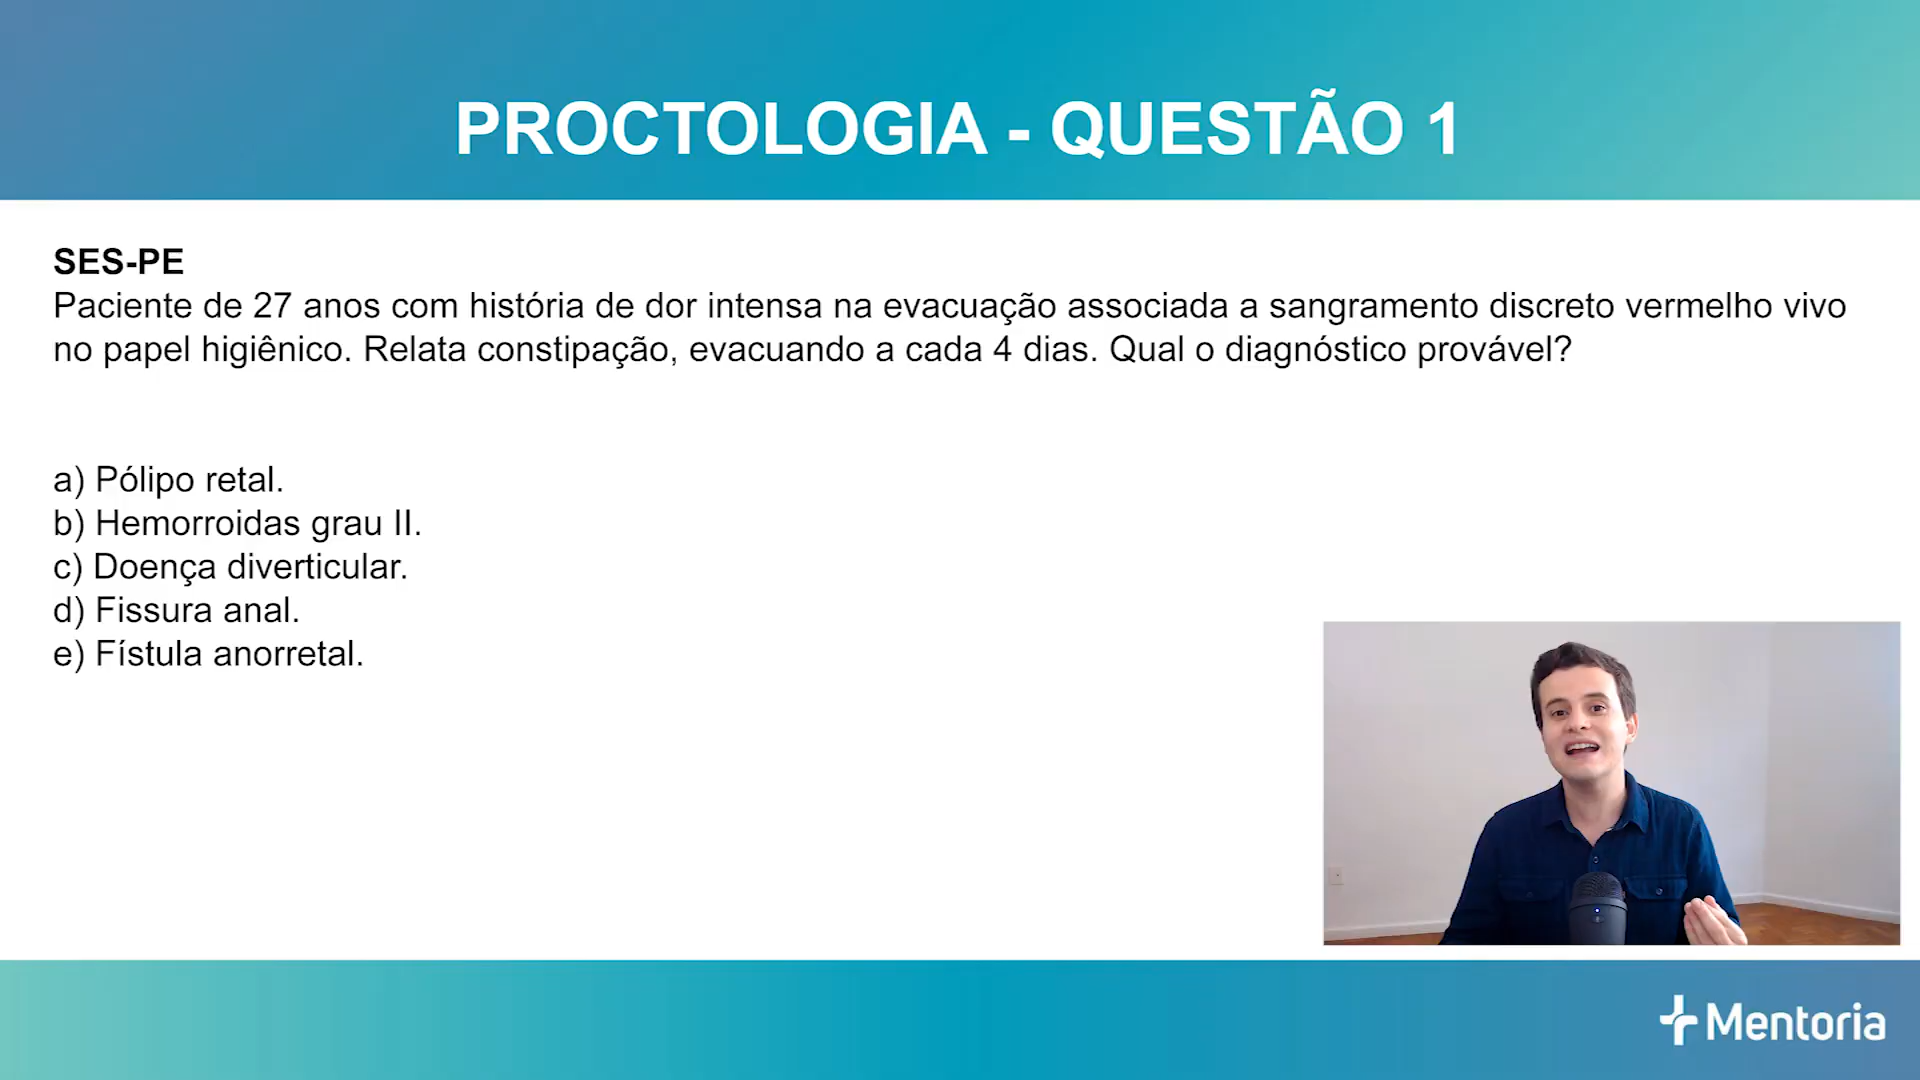 PROCTOLOGIA - QUESTÃO 1
SES-PE
Paciente de 27 anos com história de dor intensa na evacuação associada a sangramento discreto vermelho vivo
no papel higiênico. Relata constipação, evacuando a cada 4 dias. Qual o diagnóstico provável?
a) Pólipo retal.
b) Hemorroidas grau II.
c) Doença diverticular.
d) Fissura anal.
e) Fístula anorretal.
Mentoria